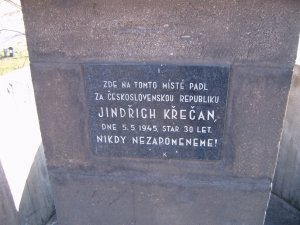 ZDE NA TOMTO MÍSTĚ PADL
ZA ČESKOSLOVENSKOU REPUBLIKU
JINDŘICH KŘEČAN,
DNE 5.5.1945, STAR 30 LET.
NIKDY NEZAPOMENEME!
K